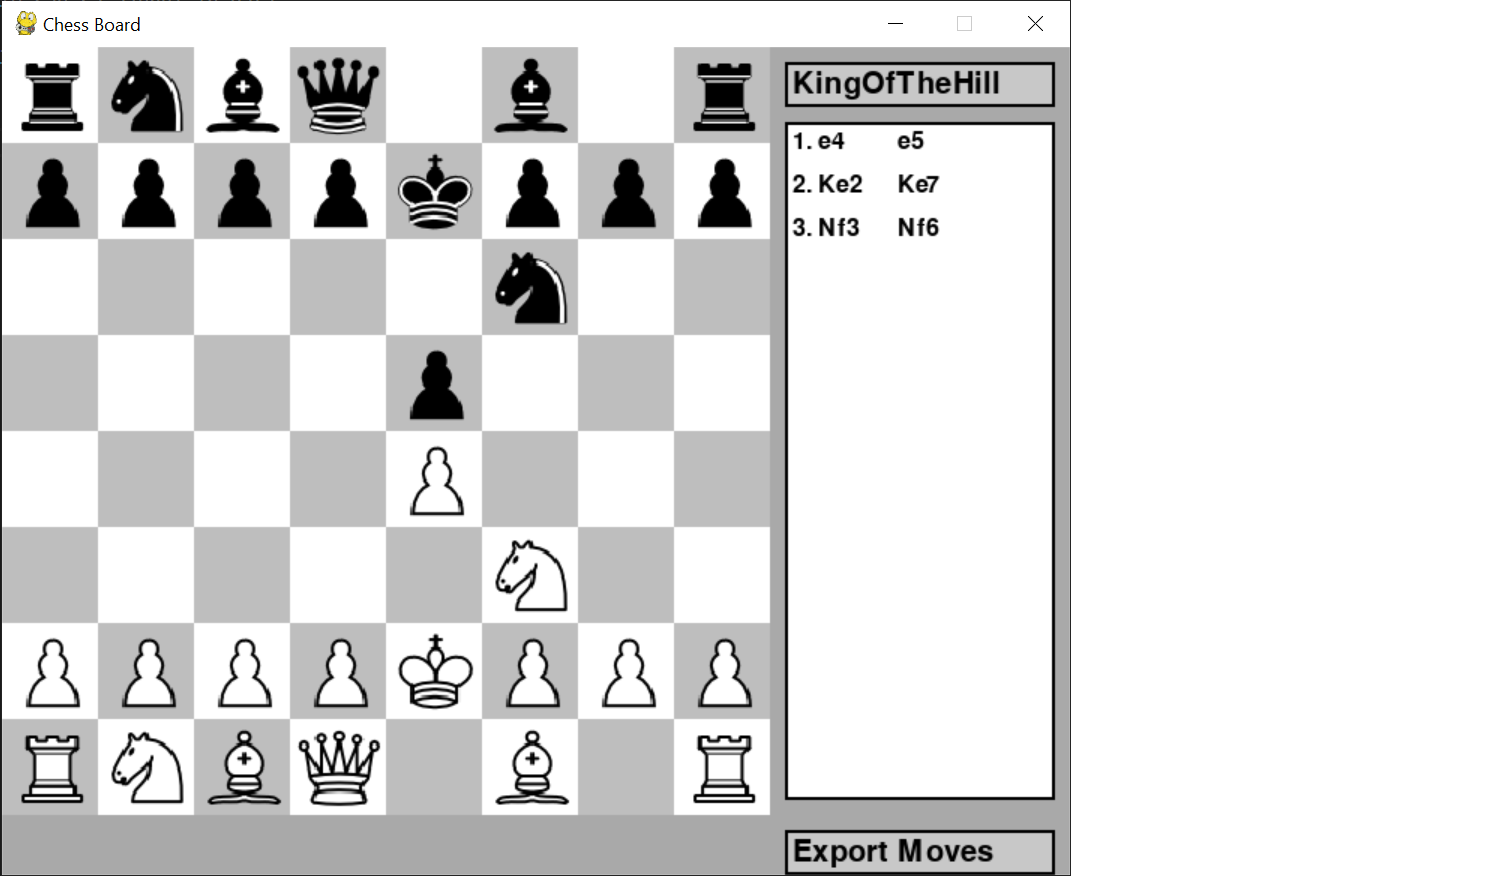 Chess Board
KingOfTheHill
1. e4 e5
2. Ke2 Ke7
3. Nf3 Nf6
Export Moves